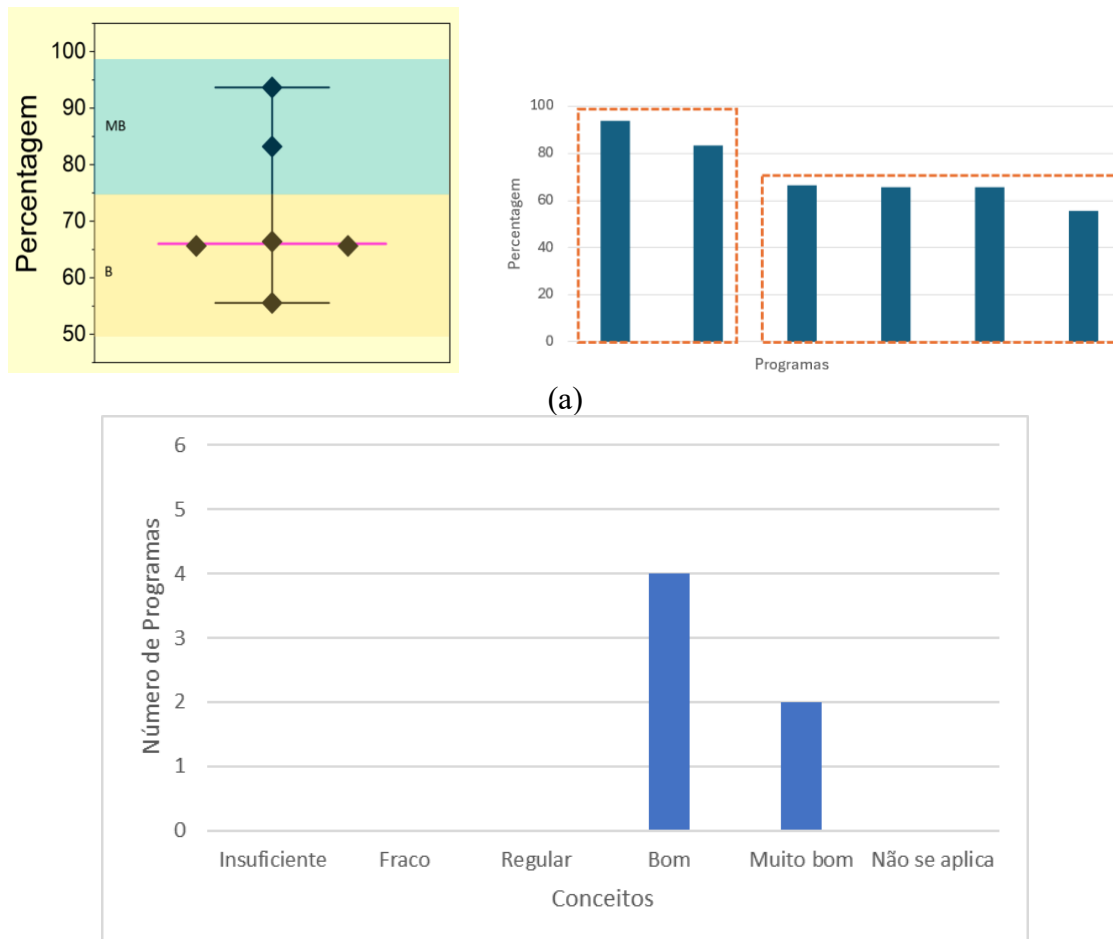 Percentagem
100
90
80
70
60
50
MB
B
Percentagem
100
80
60
40
20
0
Programas
(a)
Número de Programas
6
5
4
3
2
1
0
Insuficiente Fraco Regular Bom Muito bom Não se aplica
Conceitos